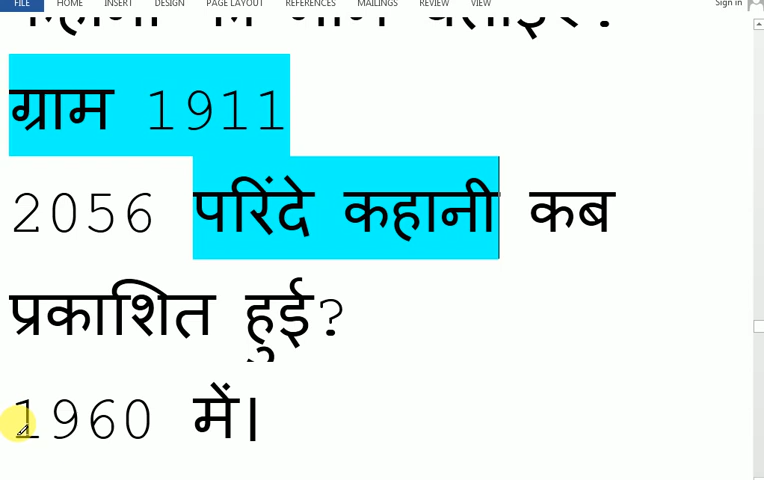 FILE HOME INSERT DESIGN PAGE LAYOUT REFERENCES MAILINGS REVIEW VIEW Sign in
ग्राम 1911
2056 परिंदे कहानी कब
प्रकाशित हुई?
1960 में।